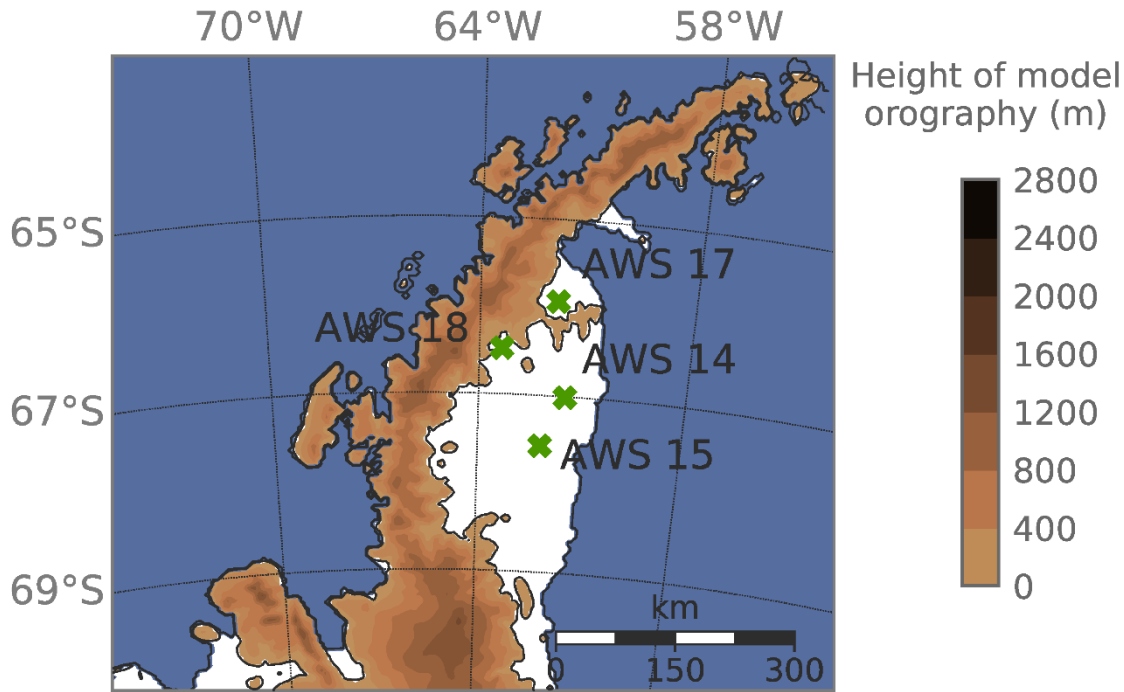 70°W 64°W 58°W
Height of model
orography (m)
65°S
67°S
69°S
AWS 17
AWS 18
AWS 14
AWS 15
km
0 150 300
2800
2400
2000
1600
1200
800
400
0